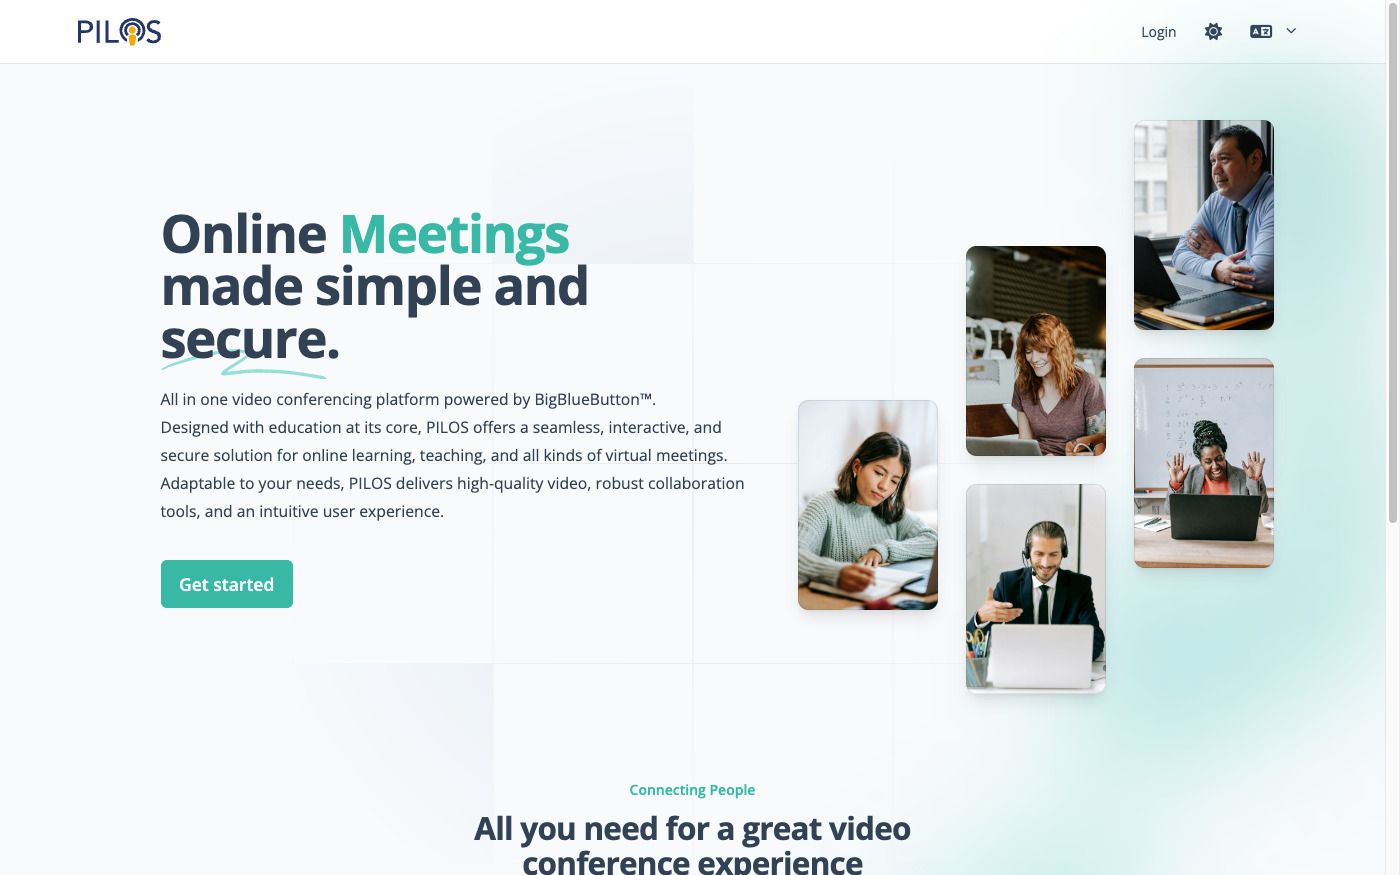 PILOS
Login
Online Meetings
made simple and
secure.
All in one video conferencing platform powered by BigBlueButton™.
Designed with education at its core, PILOS offers a seamless, interactive, and
secure solution for online learning, teaching, and all kinds of virtual meetings.
Adaptable to your needs, PILOS delivers high-quality video, robust collaboration
tools, and an intuitive user experience.
Get started
Connecting People
All you need for a great video
conference experience